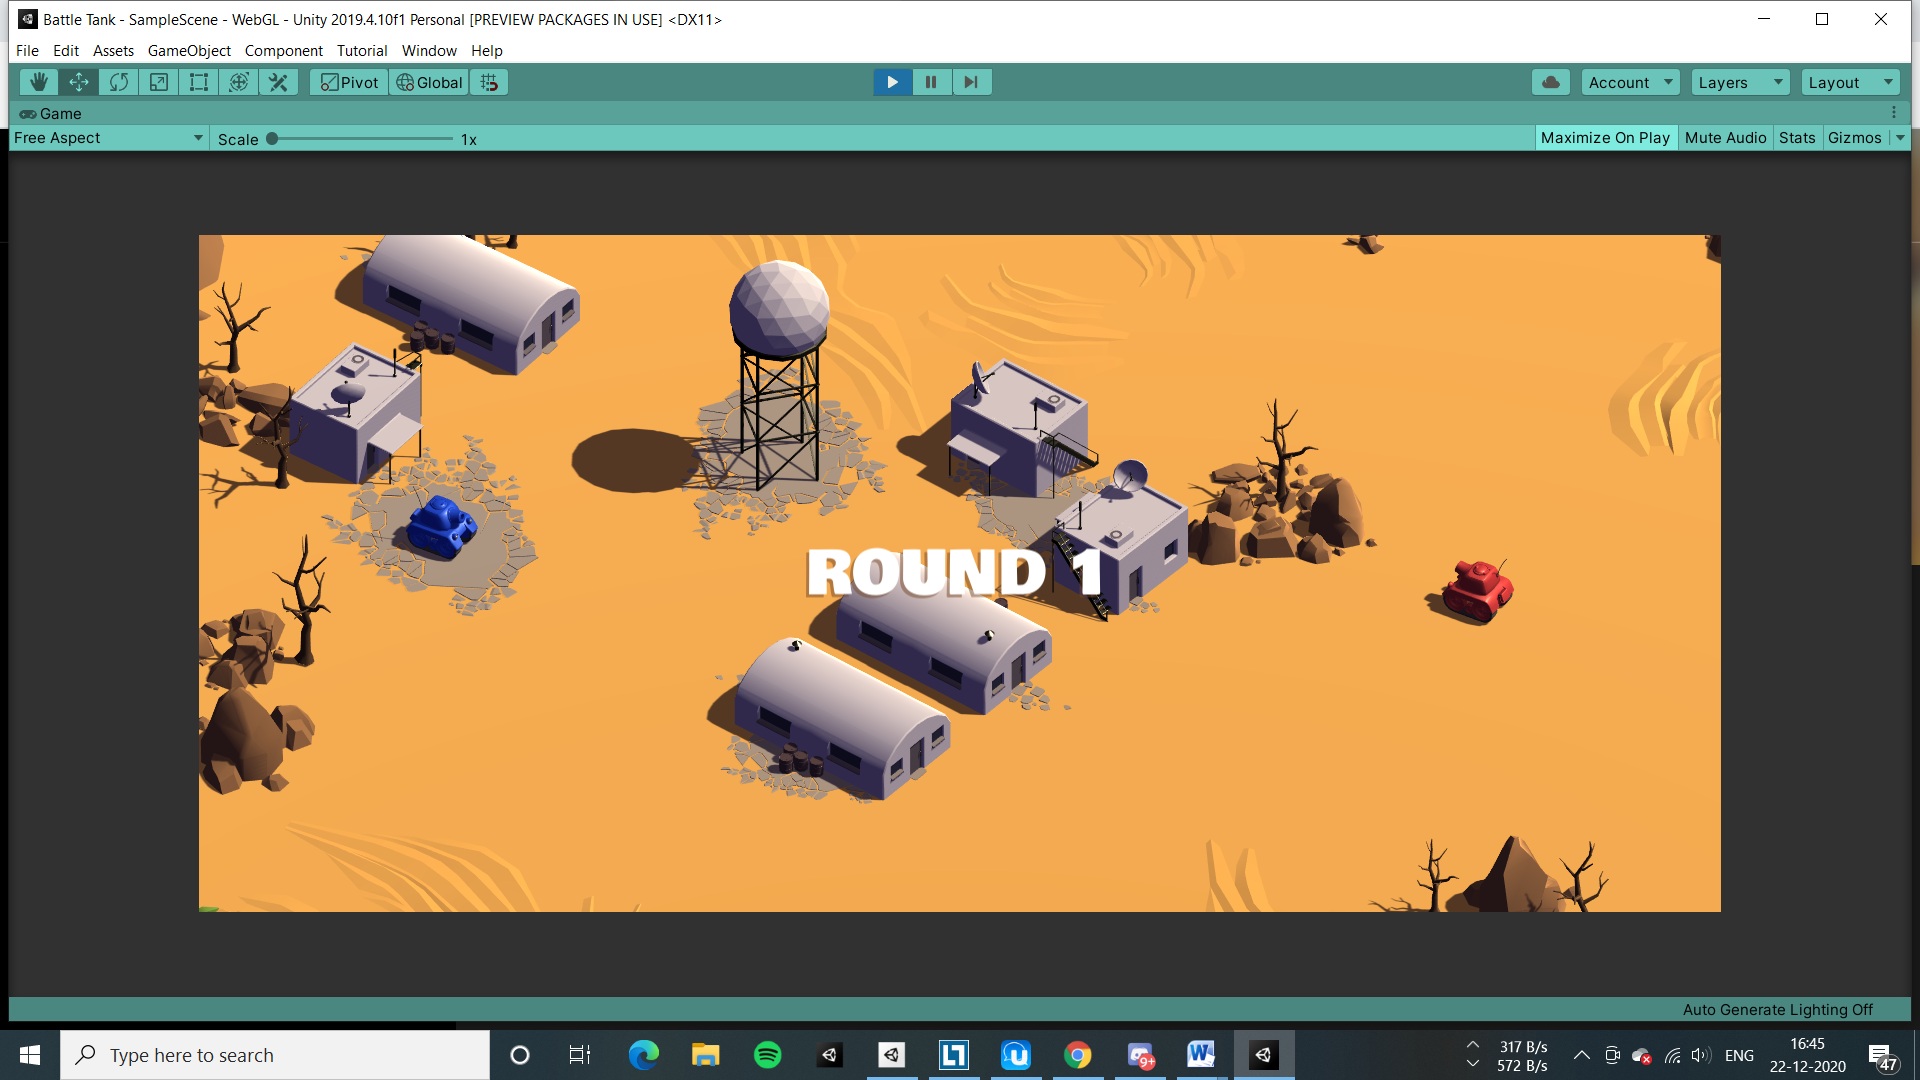 Battle Tank - SampleScene - WebGL - Unity 2019.4.10f1 Personal [PREVIEW PACKAGES IN USE] <DX11>
File Edit Assets GameObject Component Tutorial Window Help
Pivot Global Account Layers Layout
Game
Free Aspect Scale 1x Maximize On Play Mute Audio Stats Gizmos
ROUND 1
Auto Generate Lighting Off
Type here to search
9+
317 B/s
572 B/s
ENG
16:45
22-12-2020
47